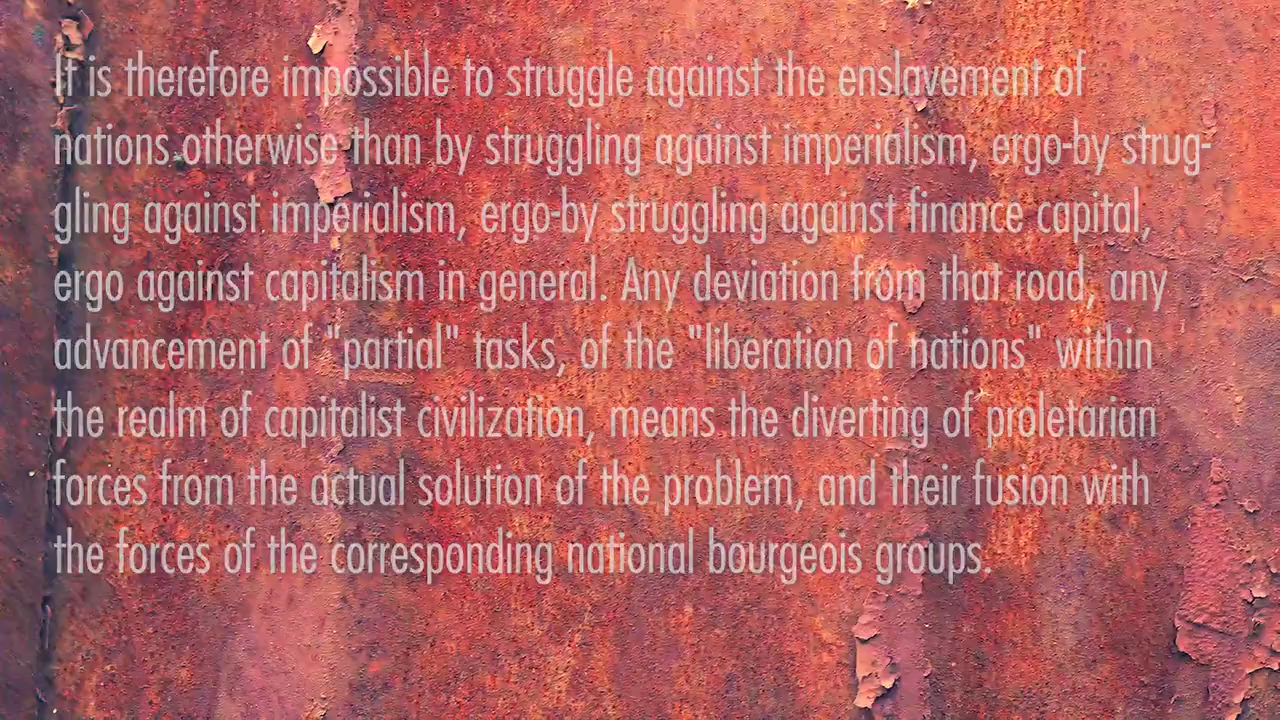 It is therefore impossible to struggle against the enslavement of
nations otherwise than by struggling against imperialism, ergo-by strug-
gling against imperialism, ergo-by struggling against finance capital,
ergo against capitalism in general. Any deviation from that road, any
advancement of "partial" tasks, of the "liberation of nations" within
the realm of capitalist civilization, means the diverting of proletarian
forces from the actual solution of the problem, and their fusion with
the forces of the corresponding national bourgeois groups.